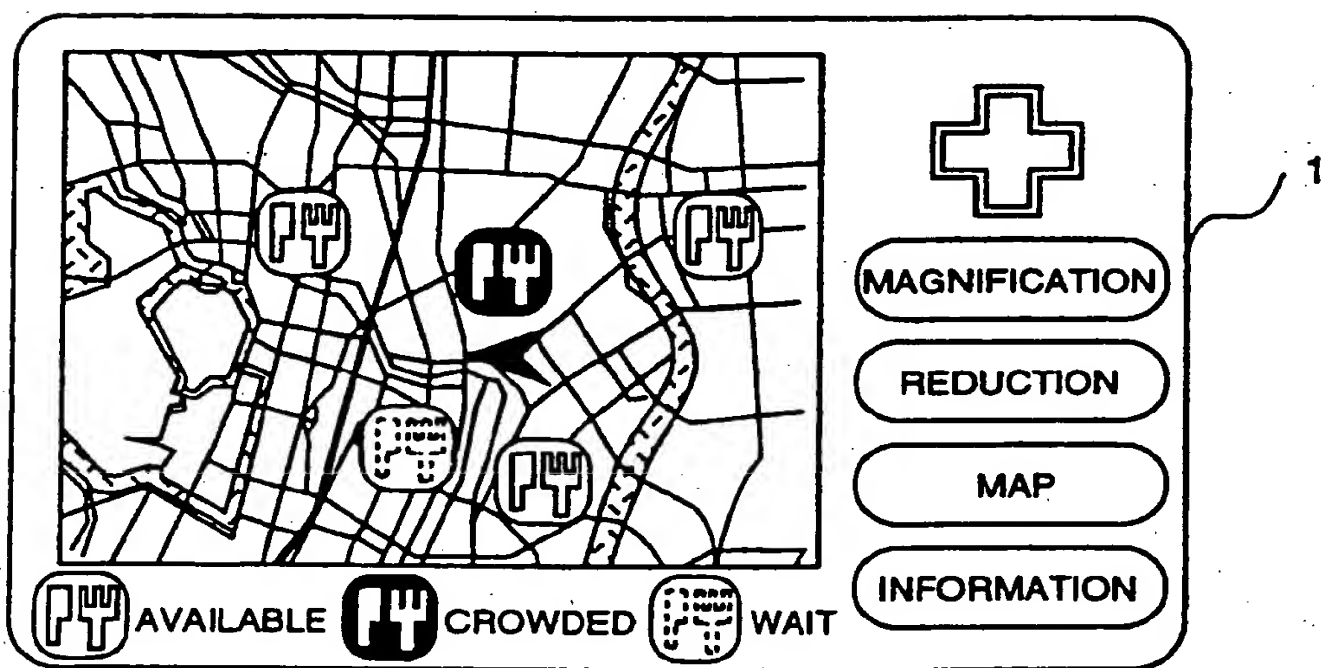 1
MAGNIFICATION
REDUCTION
MAP
INFORMATION
AVAILABLE CROWDED WAIT